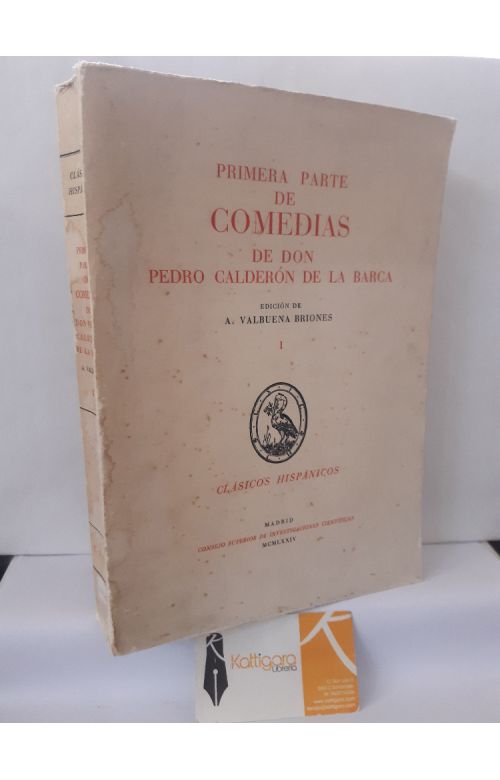 PRIMERA PARTE
DE
COMEDIAS
DE DON
PEDRO CALDERÓN DE LA BARCA
EDICIÓN DE
A. VALBUENA BRIONES
I
CLÁSICOS HISPÁNICOS
MADRID
CONSEJO SUPERIOR DE INVESTIGACIONES CIENTÍFICAS
MCMLXXIV
Kattigara
Librería